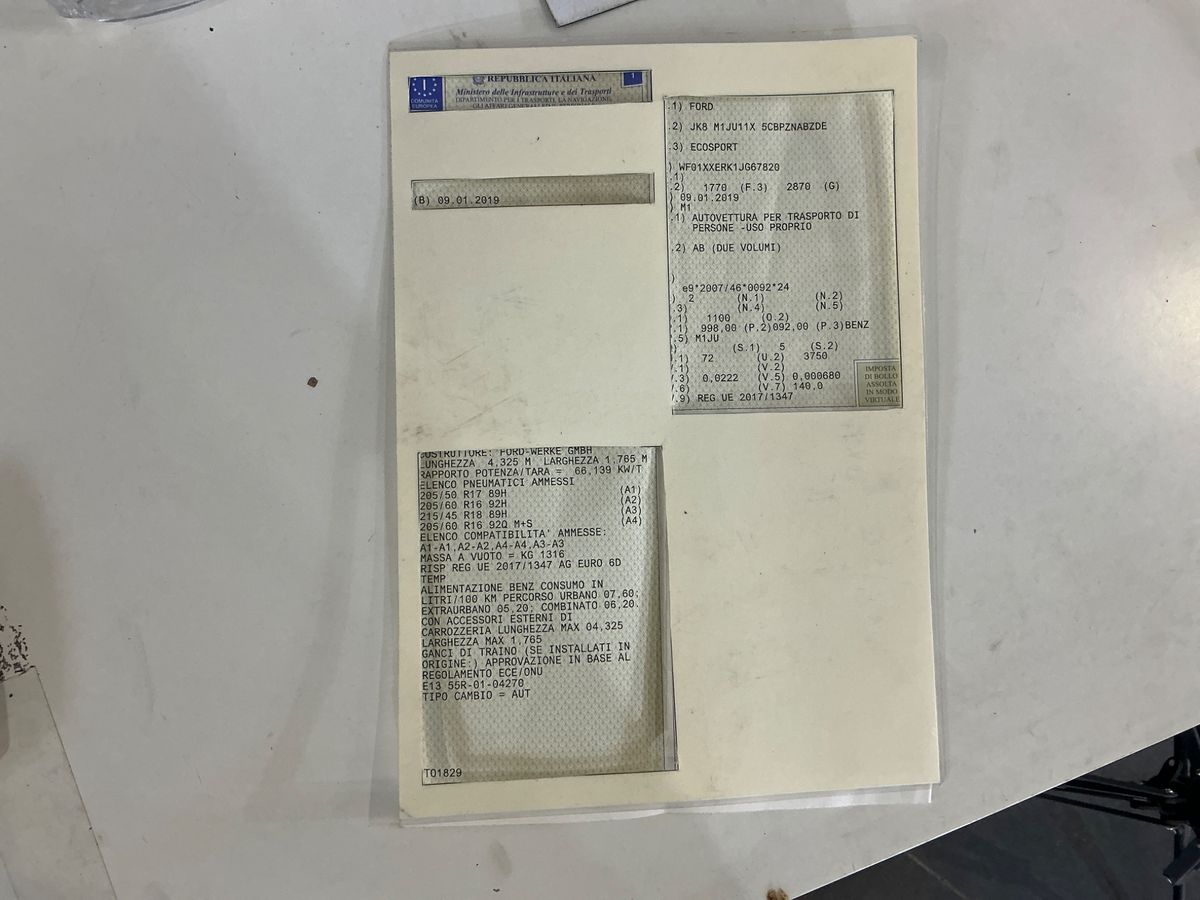 COMUNITÀ
EUROPEA
REPUBBLICA ITALIANA
1
Ministero delle Infrastrutture e dei Trasporti
DIPARTIMENTO PER I TRASPORTI, LA NAVIGAZIONE,
GLI AFFARI GENERALI ED IL
(B) 09.01.2019
COSTRUTTORE: FORD-WERKE GMBH
LUNGHEZZA 4,325 M LARGHEZZA 1,765 M
RAPPORTO POTENZA/TARA = 66,139 KW/T
ELENCO PNEUMATICI AMMESSI
205/50 R17 89H (A1)
205/60 R16 92H (A2)
215/45 R18 89H (A3)
205/60 R16 92Q M+S (A4)
ELENCO COMPATIBILITA' AMMESSE:
A1-A1,A2-A2,A4-A4,A3-A3
MASSA A VUOTO = KG 1316
RISP REG UE 2017/1347 AG EURO 6D
TEMP
ALIMENTAZIONE BENZ CONSUMO IN
LITRI/100 KM PERCORSO URBANO 07,60;
EXTRAURBANO 05,20; COMBINATO 06,20.
CON ACCESSORI ESTERNI DI
CARROZZERIA LUNGHEZZA MAX 04,325
LARGHEZZA MAX 1,765
GANCI DI TRAINO (SE INSTALLATI IN
ORIGINE:) APPROVAZIONE IN BASE AL
REGOLAMENTO ECE/ONU
E13 55R-01-04270
TIPO CAMBIO = AUT
T01829
.1) FORD
.2) JK8 M1JU11X 5CBPZNABZDE
.3) ECOSPORT
) WF01XXERK1JG67820
.1)
.2) 1770 (F.3) 2870 (G)
) 09.01.2019
) M1
.1) AUTOVETTURA PER TRASPORTO DI
PERSONE -USO PROPRIO
.2) AB (DUE VOLUMI)
)
e9*2007/46*0092*24
) 2 (N.1) (N.2)
.3) (N.4) (N.5)
.1) 1100 (O.2)
.1) 998,00 (P.2)092,00 (P.3)BENZ
.5) M1JU
) (S.1) 5 (S.2)
.1) 72 (U.2) 3750
.1) (V.2)
.3) 0,0222 (V.5) 0,000680
.6) (V.7) 140,0
.9) REG UE 2017/1347
IMPOSTA
DI BOLLO
ASSOLTA
IN MODO
VIRTUALE